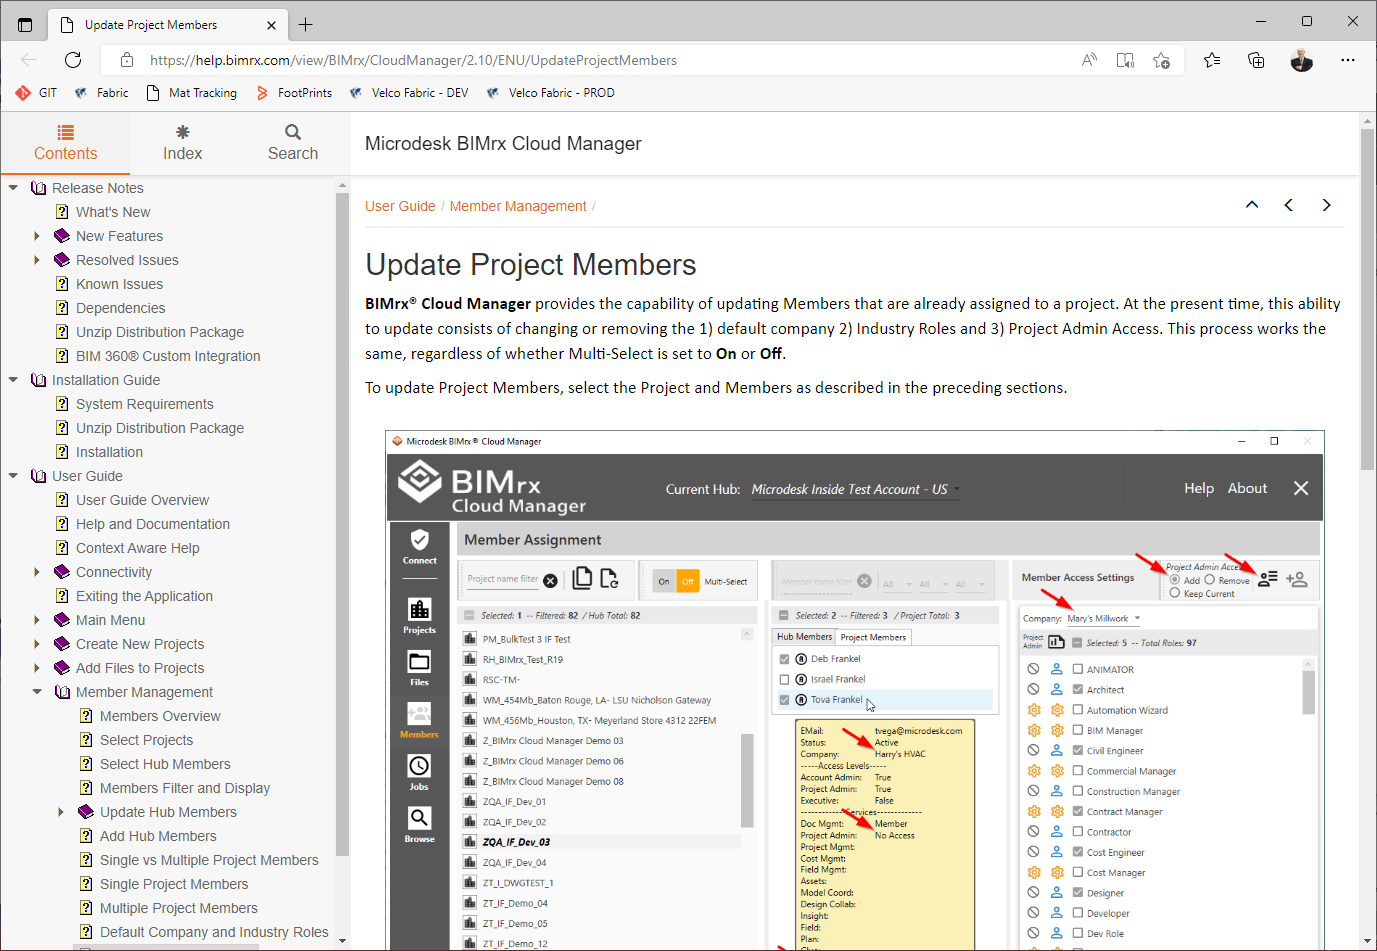 Update Project Members
https://help.bimrx.com/view/BIMrx/CloudManager/2.10/ENU/UpdateProjectMembers
GIT
Fabric
Mat Tracking
FootPrints
Velco Fabric - DEV
Velco Fabric - PROD
Contents
Index
Search
Microdesk BIMrx Cloud Manager
Release Notes
What's New
New Features
Resolved Issues
Known Issues
Dependencies
Unzip Distribution Package
BIM 360® Custom Integration
Installation Guide
System Requirements
Unzip Distribution Package
Installation
User Guide
User Guide Overview
Help and Documentation
Context Aware Help
Connectivity
Exiting the Application
Main Menu
Create New Projects
Add Files to Projects
Member Management
Members Overview
Select Projects
Select Hub Members
Members Filter and Display
Update Hub Members
Add Hub Members
Single vs Multiple Project Members
Single Project Members
Multiple Project Members
Default Company and Industry Roles
User Guide / Member Management /
Update Project Members
BIMrx® Cloud Manager provides the capability of updating Members that are already assigned to a project. At the present time, this ability
to update consists of changing or removing the 1) default company 2) Industry Roles and 3) Project Admin Access. This process works the
same, regardless of whether Multi-Select is set to On or Off.
To update Project Members, select the Project and Members as described in the preceding sections.
Microdesk BIMrx® Cloud Manager
BIMrx
Cloud Manager
Current Hub: Microdesk Inside Test Account - US
Help
About
Connect
Projects
Files
Members
Jobs
Browse
Member Assignment
Project name filter
On
Off
Multi-Select
Member name filter
All
All
All
Member Access Settings
Project Admin Access
Add
Remove
Keep Current
Selected: 1 -- Filtered: 82 / Hub Total: 82
PM_BulkTest 3 IF Test
RH_BIMrx_Test_R19
RSC-TM-
WM_454Mb_Baton Rouge, LA- LSU Nicholson Gateway
WM_456Mb_Houston, TX- Meyerland Store 4312 22FEM
Z_BIMrx Cloud Manager Demo 03
Z_BIMrx Cloud Manager Demo 06
Z_BIMrx Cloud Manager Demo 08
ZQA_IF_Dev_01
ZQA_IF_Dev_02
ZQA_IF_Dev_03
ZQA_IF_Dev_04
ZT_I_DWGTEST_1
ZT_IF_Demo_04
ZT_IF_Demo_05
ZT_IF_Demo_12
Selected: 2 -- Filtered: 3 / Project Total: 3
Hub Members
Project Members
Deb Frankel
Israel Frankel
Tova Frankel
EMail: tvega@microdesk.com
Status: Active
Company: Harry's HVAC
-----Access Levels-----
Account Admin: True
Project Admin: True
Executive: False
Services
Doc Mgmt: Member
Project Admin: No Access
Project Mgmt:
Cost Mgmt:
Field Mgmt:
Assets:
Model Coord:
Design Collab:
Insight:
Field:
Plan:
Company: Mary's Millwork
Project
Admin
Selected: 5 -- Total Roles: 97
ANIMATOR
Architect
Automation Wizard
BIM Manager
Civil Engineer
Commercial Manager
Construction Manager
Contract Manager
Contractor
Cost Engineer
Cost Manager
Designer
Developer
Dev Role